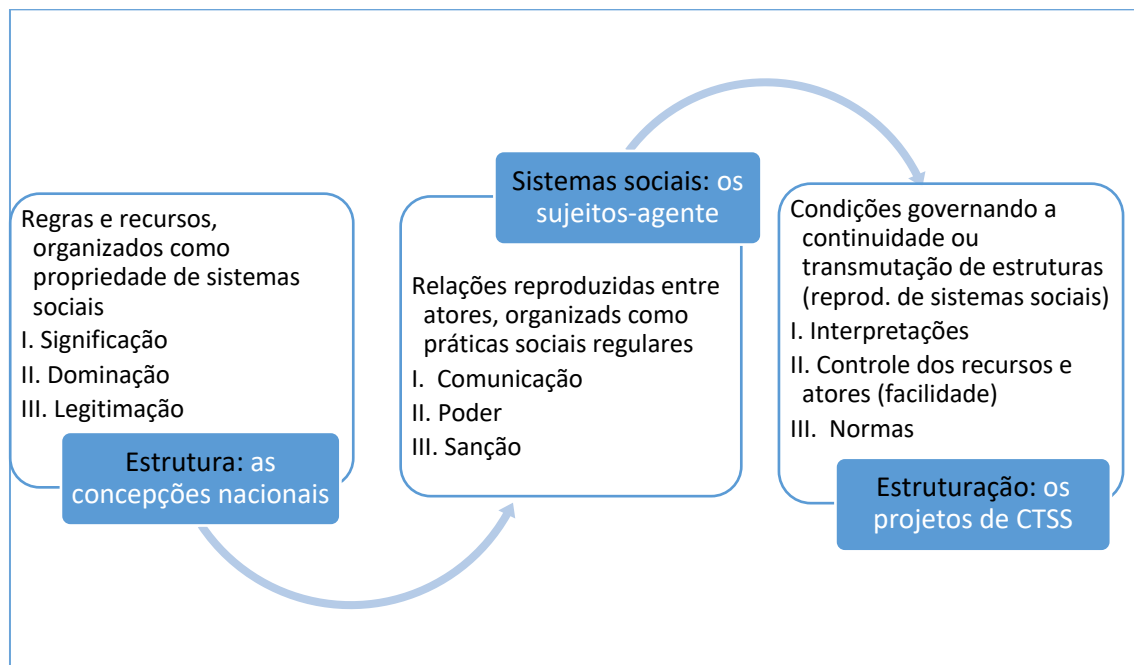 Regras e recursos,
organizados como
propriedade de sistemas
sociais
I. Significação
II. Dominação
III. Legitimação
Estrutura: as
concepções nacionais
Sistemas sociais: os
sujeitos-agente
Relações reproduzidas entre
atores, organizads como
práticas sociais regulares
I. Comunicação
II. Poder
III. Sanção
Condições governando a
continuidade ou
transmutação de estruturas
(reprod. de sistemas sociais)
I. Interpretações
II. Controle dos recursos e
atores (facilidade)
III. Normas
Estruturação: os
projetos de CTSS